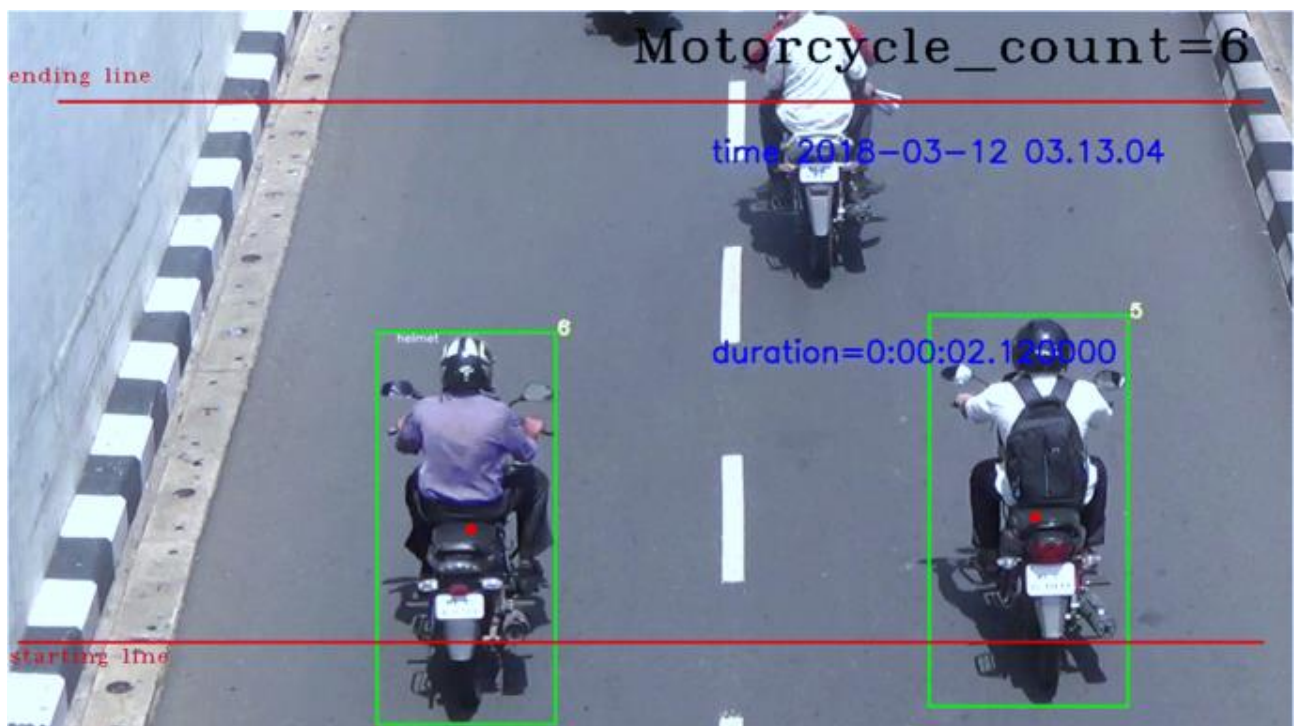 Motorcycle_count=6
ending line
time 2018-03-12 03.13.04
5
6
helmet
duration=0:00:02.120000
starting line